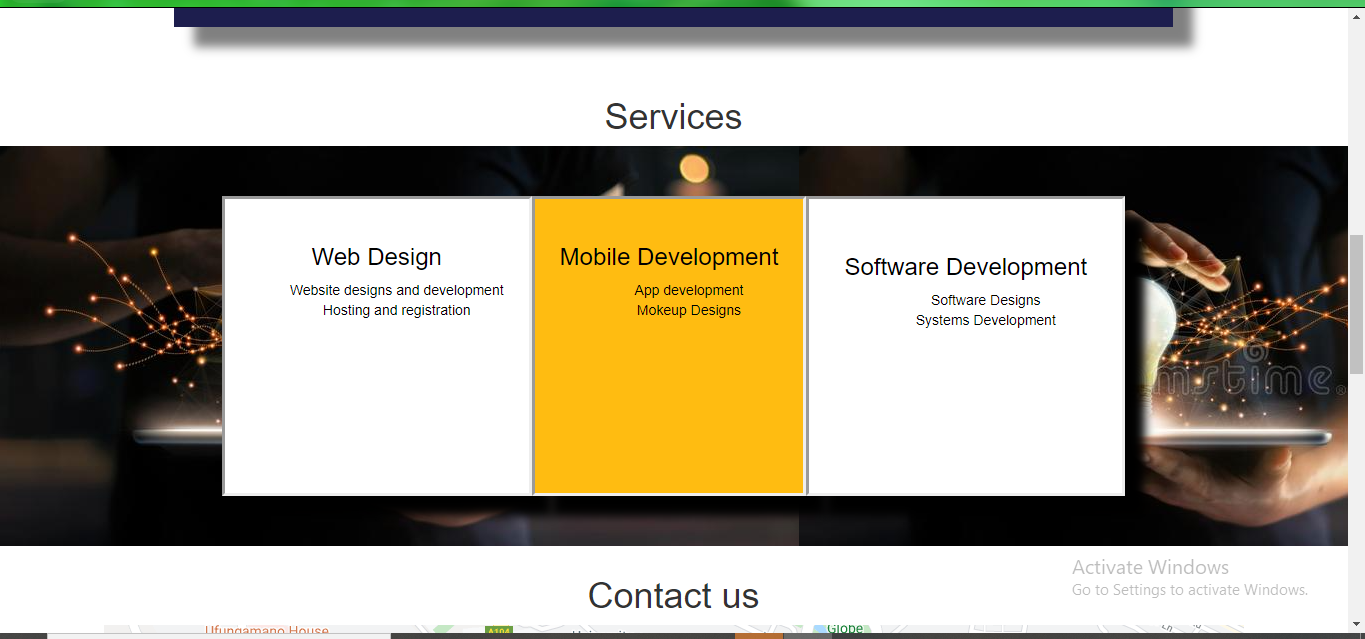 Services
Web Design
Website designs and development
Hosting and registration
Mobile Development
App development
Mokeup Designs
Software Development
Software Designs
Systems Development
mstime
Contact us
Activate Windows
Go to Settings to activate Windows.
Ufungamano House
A104
Globe